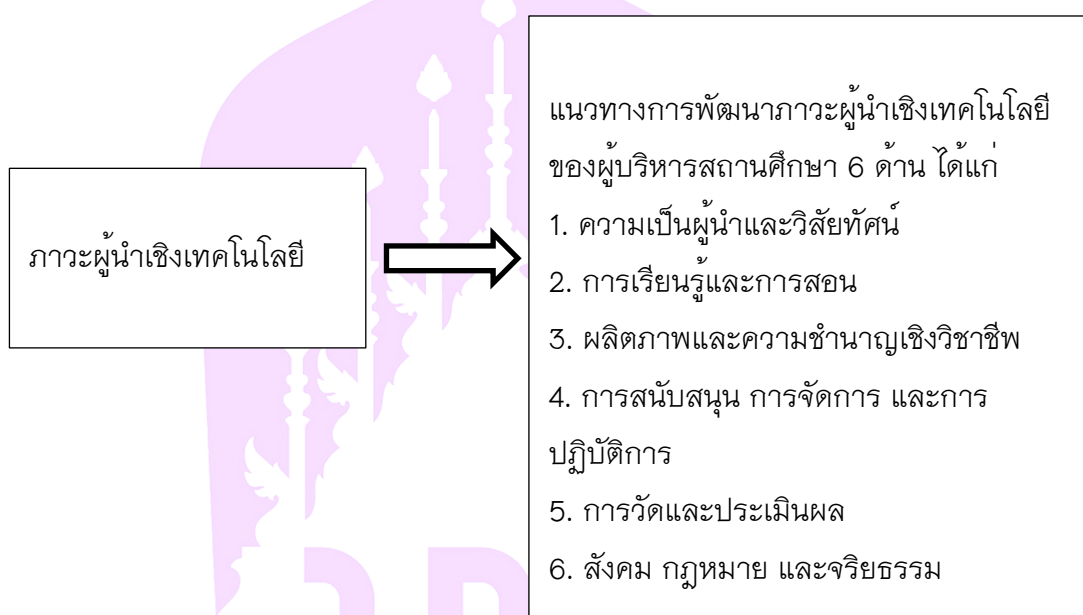 ภาวะผู้นำเชิงเทคโนโลยี
แนวทางการพัฒนาภาวะผู้นำเชิงเทคโนโลยี
ของผู้บริหารสถานศึกษา 6 ด้าน ได้แก่
1. ความเป็นผู้นำและวิสัยทัศน์
2. การเรียนรู้และการสอน
3. ผลิตภาพและความชำนาญเชิงวิชาชีพ
4. การสนับสนุน การจัดการ และการ
ปฏิบัติการ
5. การวัดและประเมินผล
6. สังคม กฎหมาย และจริยธรรม